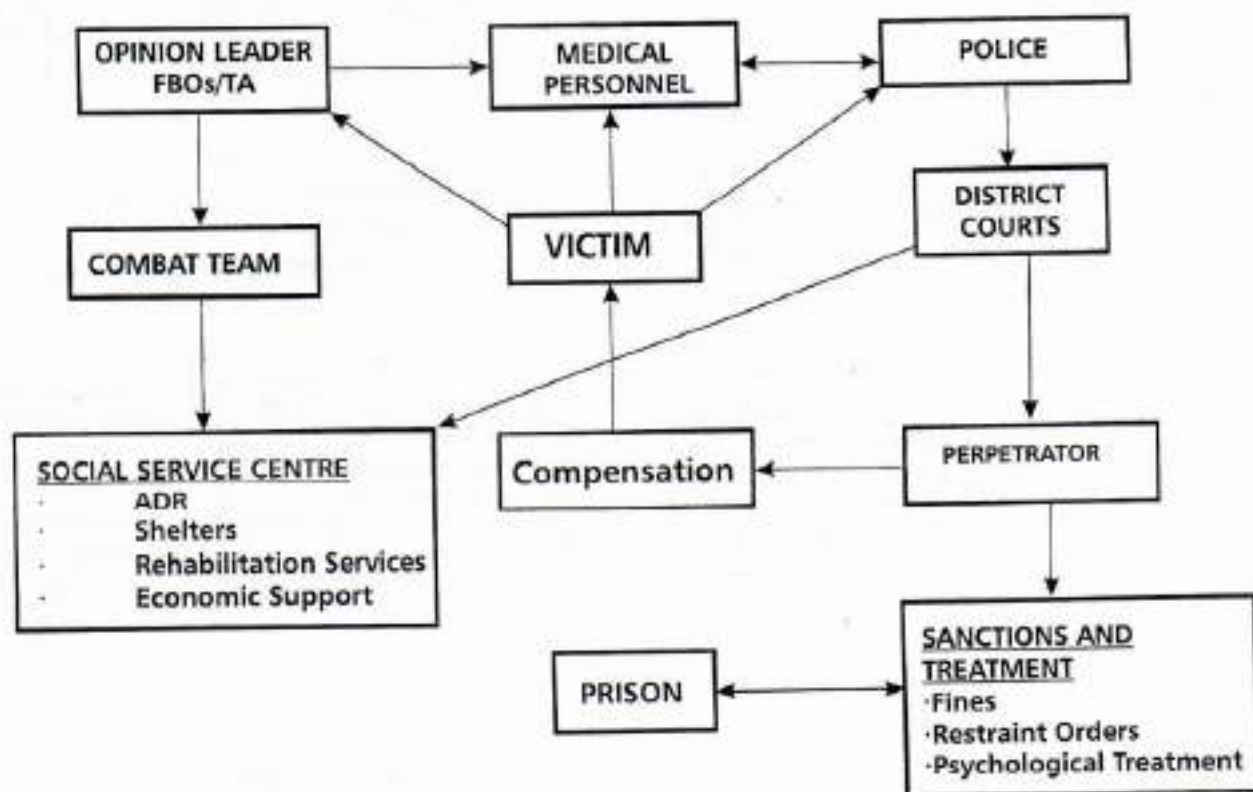 OPINION LEADER
FBOs/TA
MEDICAL
PERSONNEL
POLICE
DISTRICT
COURTS
VICTIM
COMBAT TEAM
SOCIAL SERVICE CENTRE
· ADR
· Shelters
· Rehabilitation Services
· Economic Support
Compensation
PERPETRATOR
PRISON
SANCTIONS AND
TREATMENT
·Fines
·Restraint Orders
·Psychological Treatment